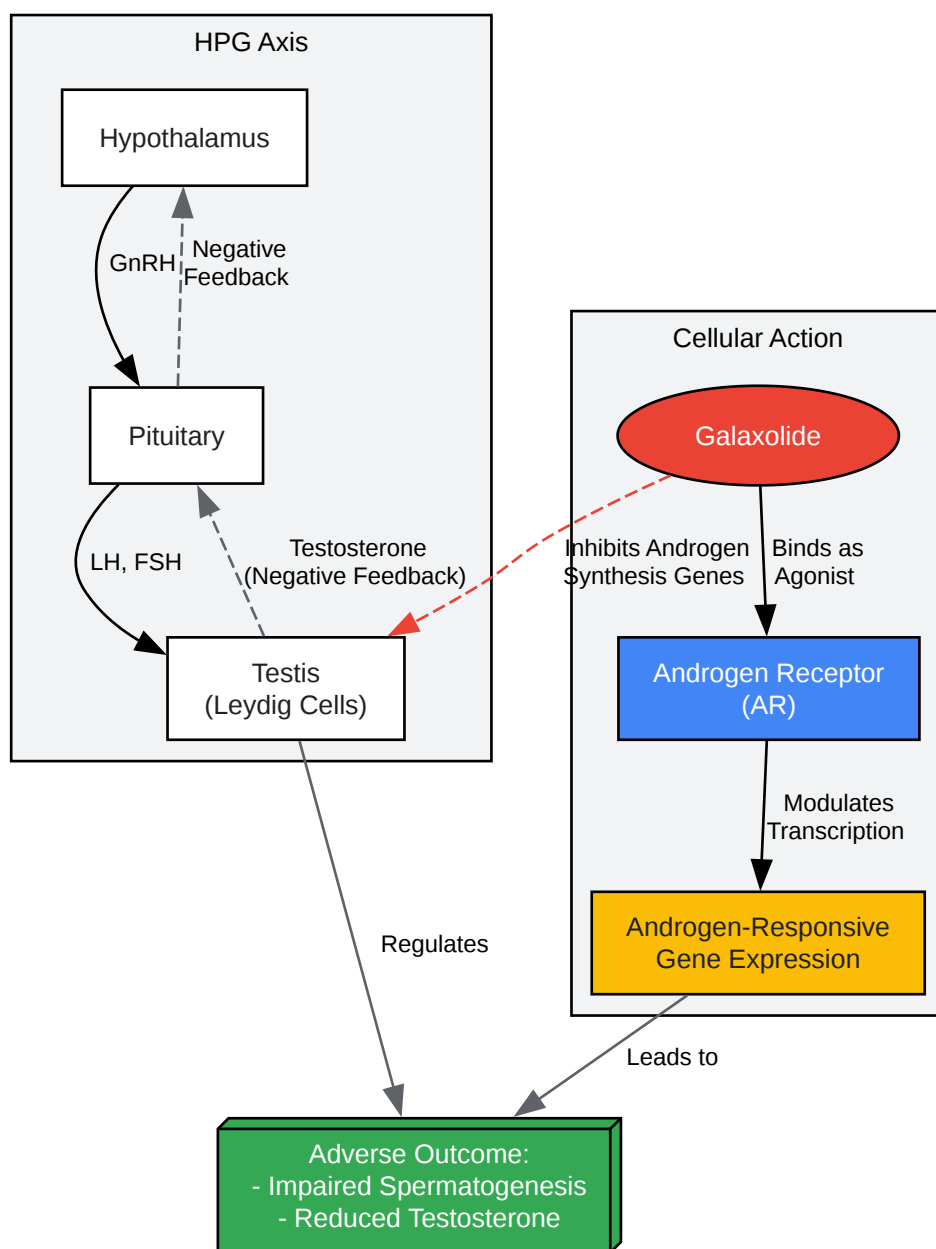 HPG Axis
Hypothalamus
GnRH
Negative
Feedback
Pituitary
LH, FSH
Testosterone
(Negative Feedback)
Testis
(Leydig Cells)
Cellular Action
Galaxolide
Inhibits Androgen
Synthesis Genes
Binds as
Agonist
Androgen Receptor
(AR)
Modulates
Transcription
Androgen-Responsive
Gene Expression
Regulates
Leads to
Adverse Outcome:
- Impaired Spermatogenesis
- Reduced Testosterone